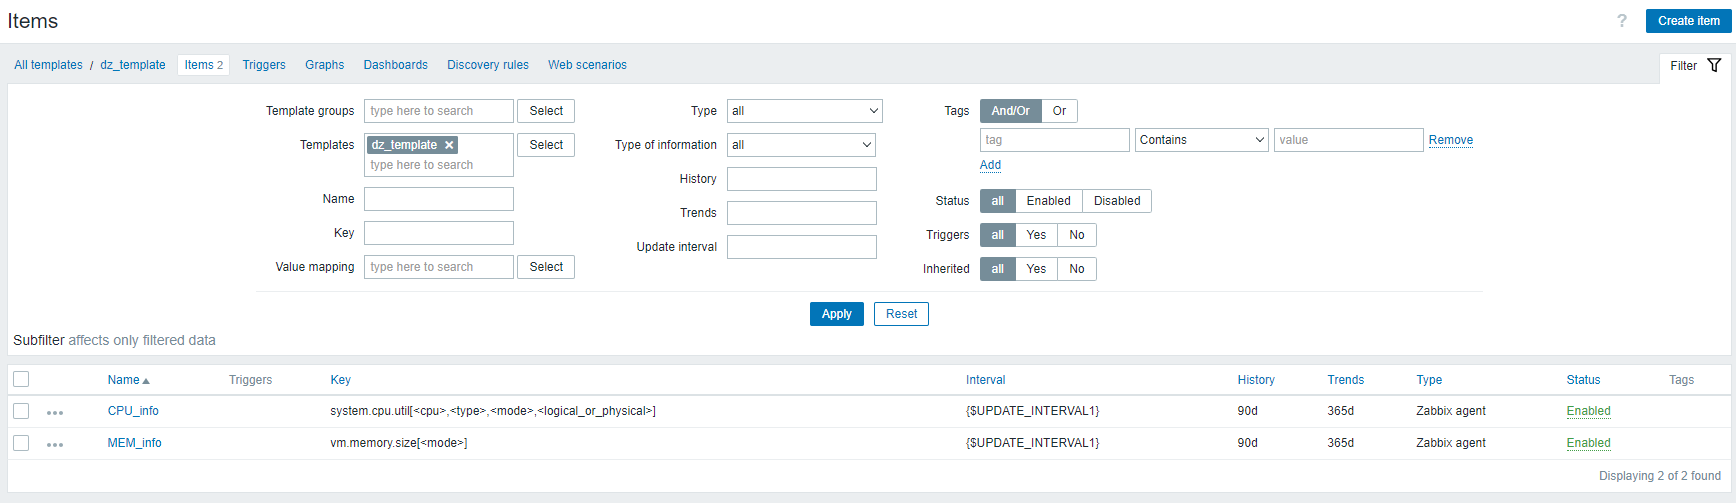 Items
? Create item
All templates / dz_template Items 2 Triggers Graphs Dashboards Discovery rules Web scenarios
Filter
Template groups type here to search Select
Templates dz_template × Select
type here to search
Name
Key
Value mapping type here to search Select
Type all
Type of information all
History
Trends
Update interval
Tags And/Or Or
tag Contains value Remove
Add
Status all Enabled Disabled
Triggers all Yes No
Inherited all Yes No
Apply Reset
Subfilter affects only filtered data
Name Triggers Key Interval History Trends Type Status Tags
CPU_info system.cpu.util[<cpu>,<type>,<mode>,<logical_or_physical>] {$UPDATE_INTERVAL1} 90d 365d Zabbix agent Enabled
MEM_info vm.memory.size[<mode>] {$UPDATE_INTERVAL1} 90d 365d Zabbix agent Enabled
Displaying 2 of 2 found